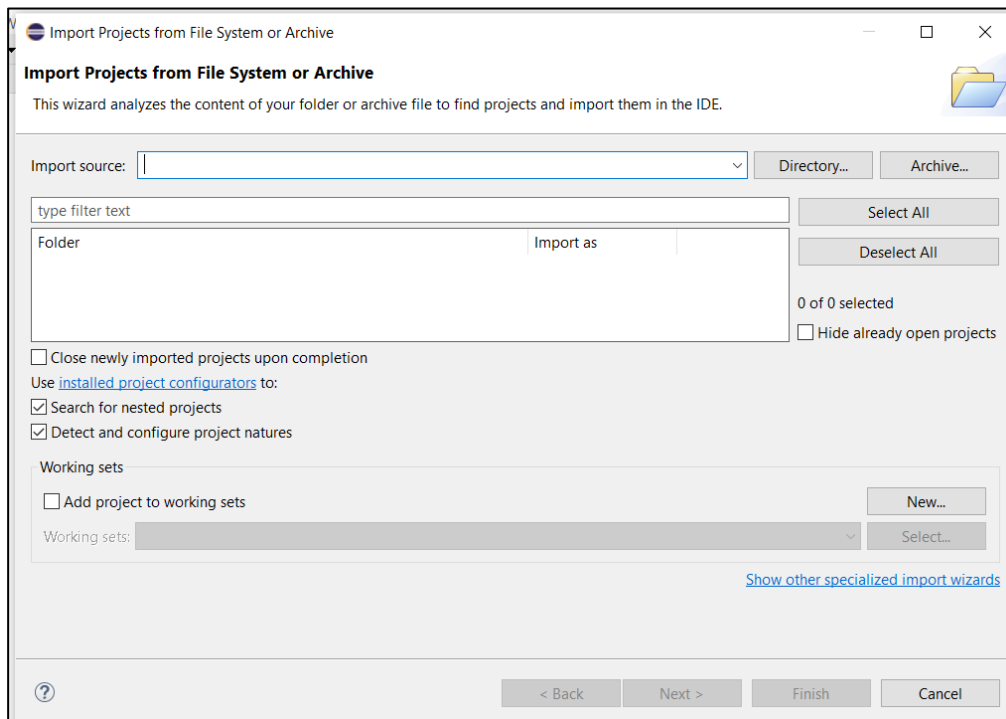 Import Projects from File System or Archive
Import Projects from File System or Archive
This wizard analyzes the content of your folder or archive file to find projects and import them in the IDE.
Import source: Directory... Archive...
type filter text Select All
Folder Import as
Deselect All
0 of 0 selected
Hide already open projects
Close newly imported projects upon completion
Use installed project configurators to:
Search for nested projects
Detect and configure project natures
Working sets
Add project to working sets New...
Working sets: Select...
Show other specialized import wizards
? < Back Next > Finish Cancel